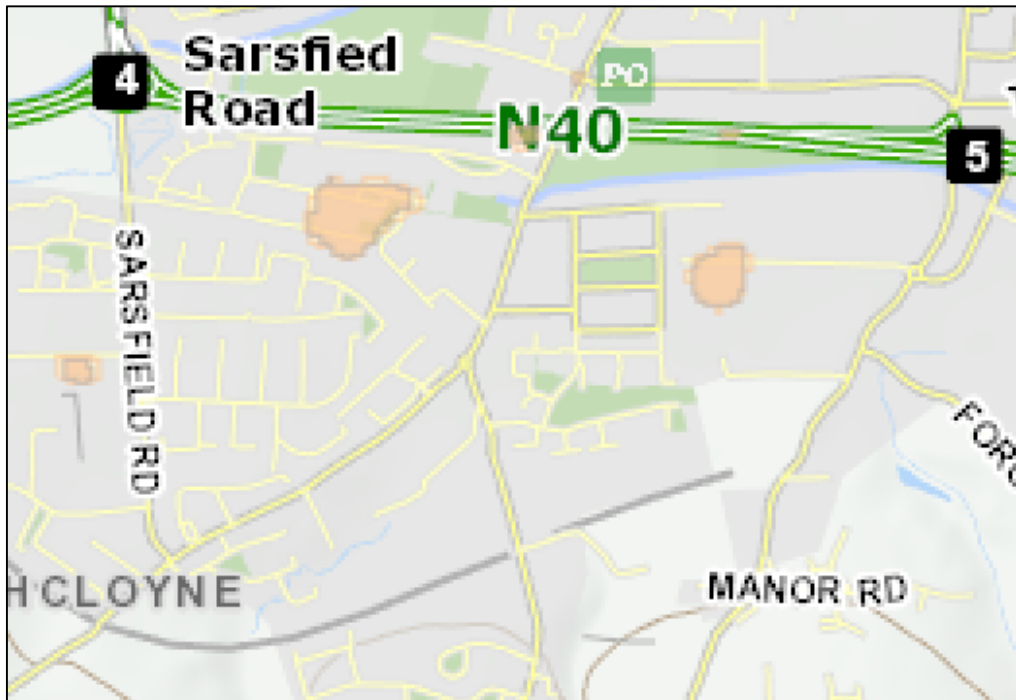 4
Sarsfied
Road
PO
N40
5
SARSFIELD RD
HCLOYNE
MANOR RD
FORG